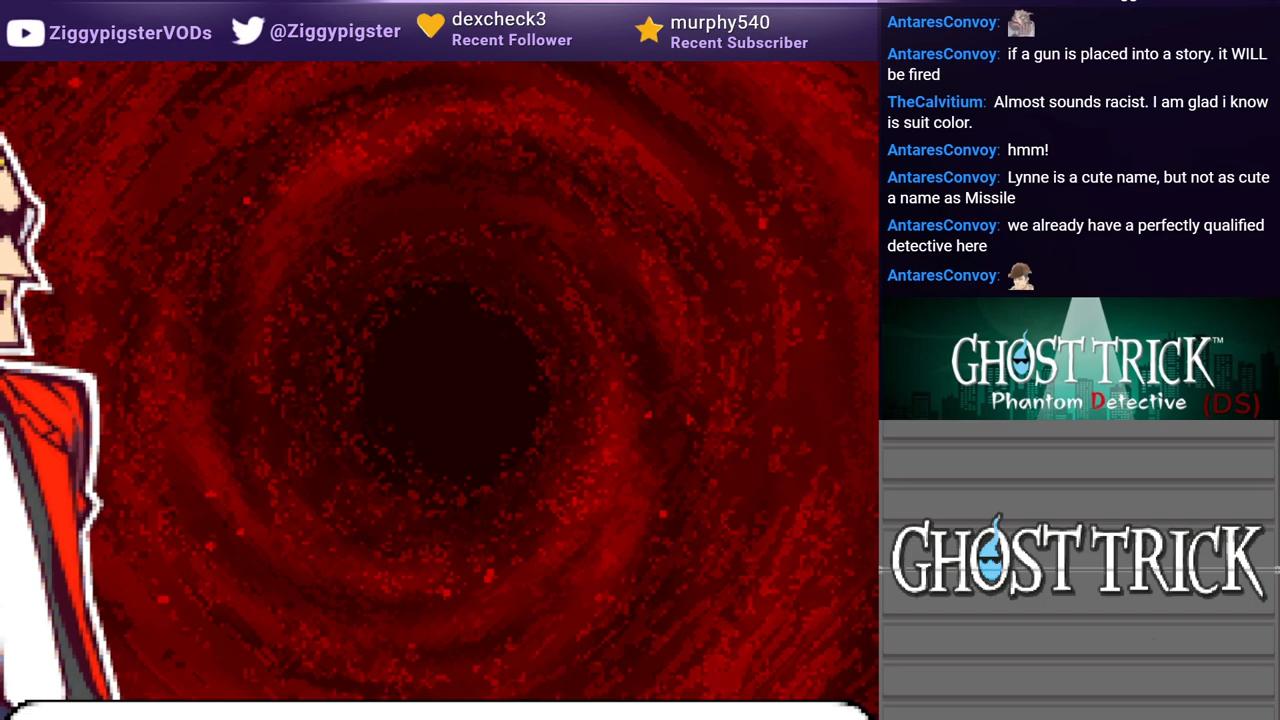 ZiggypigsterVODs
@Ziggypigster
dexcheck3
Recent Follower
murphy540
Recent Subscriber
AntaresConvoy:
AntaresConvoy: if a gun is placed into a story. it WILL
be fired
TheCalvitium: Almost sounds racist. I am glad i know
is suit color.
AntaresConvoy: hmm!
AntaresConvoy: Lynne is a cute name, but not as cute
a name as Missile
AntaresConvoy: we already have a perfectly qualified
detective here
AntaresConvoy:
GHOST TRICK™
Phantom Detective (DS)
GHOST TRICK